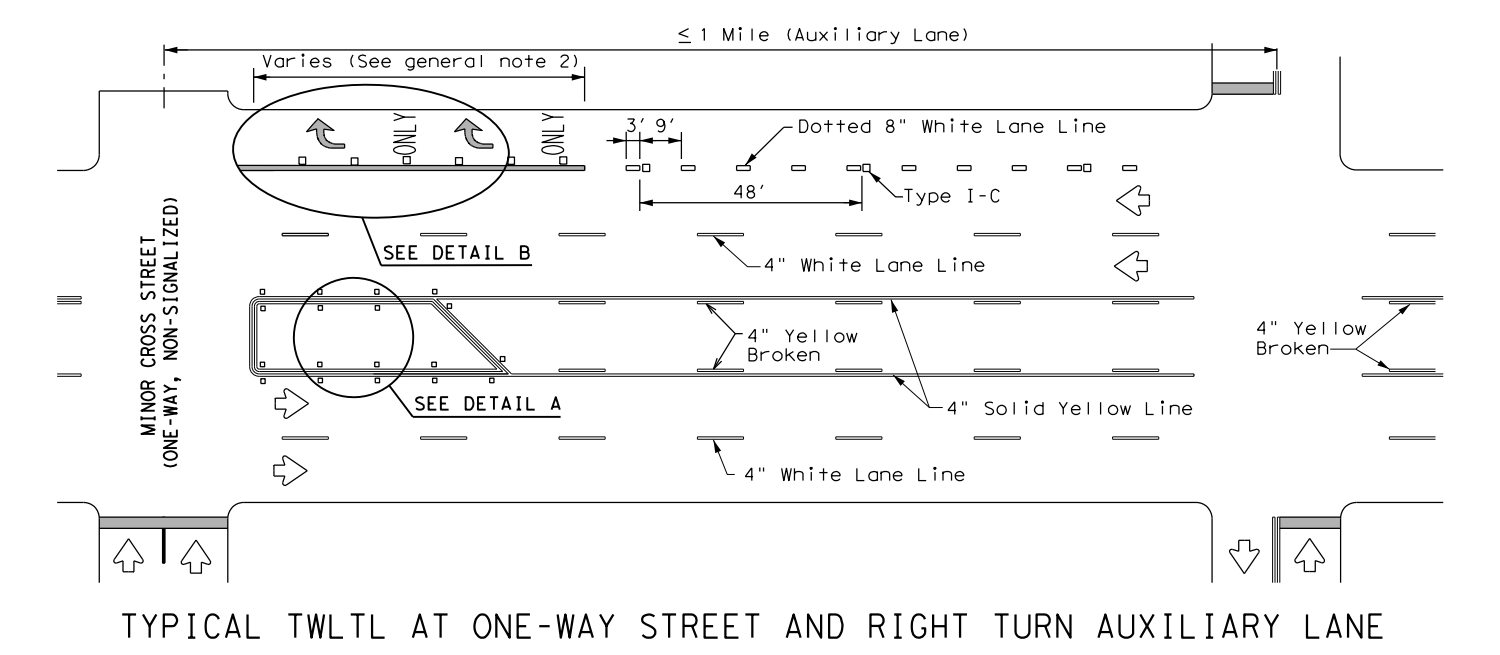 ≤ 1 Mile (Auxiliary Lane)
Varies (See general note 2)
ONLY
ONLY
3' 9'
Dotted 8" White Lane Line
48'
Type I-C
SEE DETAIL B
4" White Lane Line
MINOR CROSS STREET
(ONE-WAY, NON-SIGNALIZED)
4" Yellow
Broken
4" Yellow
Broken
SEE DETAIL A
4" Solid Yellow Line
4" White Lane Line
TYPICAL TWLTL AT ONE-WAY STREET AND RIGHT TURN AUXILIARY LANE